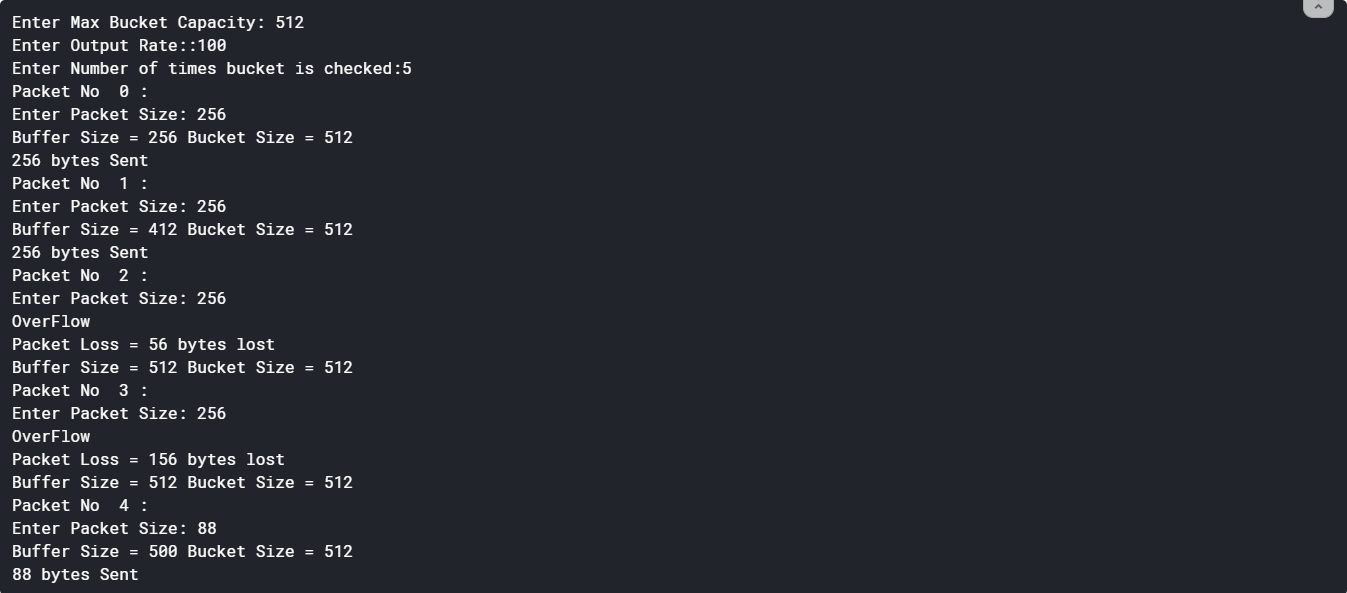 Enter Max Bucket Capacity: 512
Enter Output Rate::100
Enter Number of times bucket is checked:5
Packet No  0 :
Enter Packet Size: 256
Buffer Size = 256 Bucket Size = 512
256 bytes Sent
Packet No  1 :
Enter Packet Size: 256
Buffer Size = 412 Bucket Size = 512
256 bytes Sent
Packet No  2 :
Enter Packet Size: 256
OverFlow
Packet Loss = 56 bytes lost
Buffer Size = 512 Bucket Size = 512
Packet No  3 :
Enter Packet Size: 256
OverFlow
Packet Loss = 156 bytes lost
Buffer Size = 512 Bucket Size = 512
Packet No  4 :
Enter Packet Size: 88
Buffer Size = 500 Bucket Size = 512
88 bytes Sent